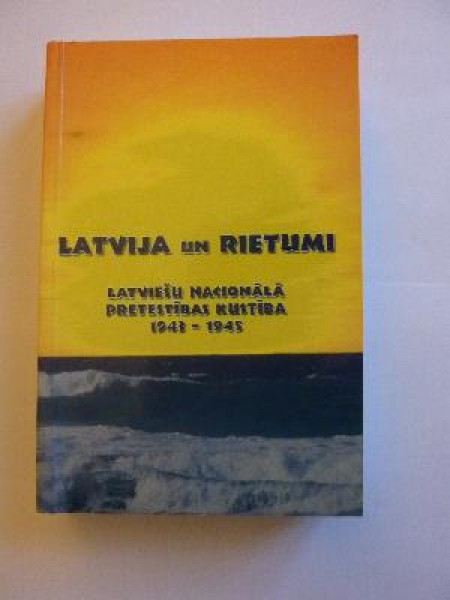 LATVIJA UN RIETUMI
LATVIEŠU NACIONĀLĀ
PRETESTĪBAS KUSTĪBA
1943 - 1945